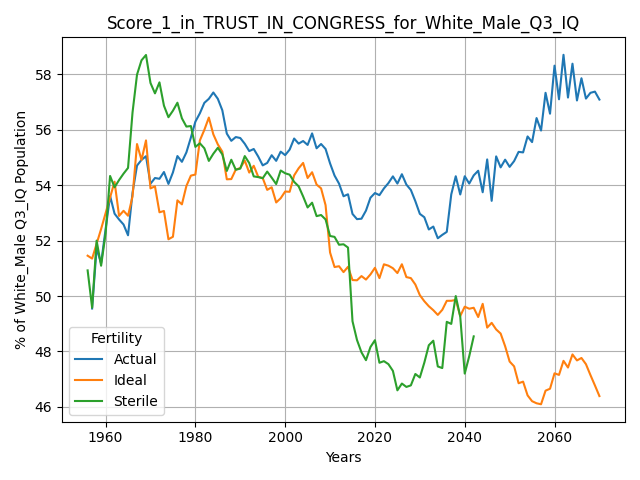 Score_1_in_TRUST_IN_CONGRESS_for_White_Male_Q3_IQ
% of White_Male Q3_IQ Population
58
56
54
52
50
48
46
Fertility
Actual
Ideal
Sterile
1960
1980
2000
2020
2040
2060
Years